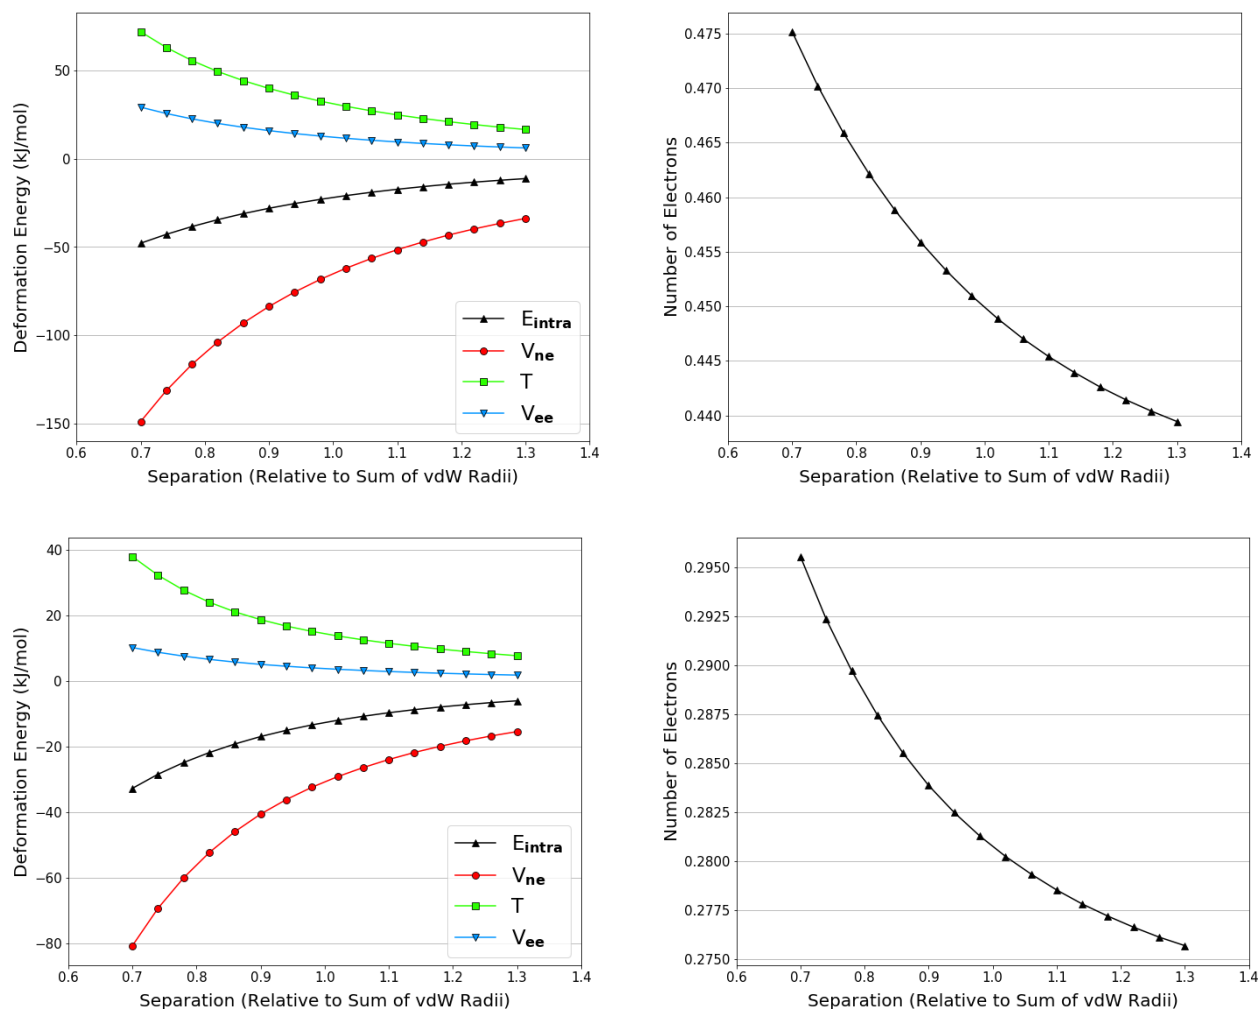 50
0
−50
−100
−150
Deformation Energy (kJ/mol)
0.6 0.7 0.8 0.9 1.0 1.1 1.2 1.3 1.4
Separation (Relative to Sum of vdW Radii)
E_intra
V_ne
T
V_ee
0.475
0.470
0.465
0.460
0.455
0.450
0.445
0.440
Number of Electrons
0.6 0.7 0.8 0.9 1.0 1.1 1.2 1.3 1.4
Separation (Relative to Sum of vdW Radii)
40
20
0
−20
−40
−60
−80
Deformation Energy (kJ/mol)
0.6 0.7 0.8 0.9 1.0 1.1 1.2 1.3 1.4
Separation (Relative to Sum of vdW Radii)
E_intra
V_ne
T
V_ee
0.2950
0.2925
0.2900
0.2875
0.2850
0.2825
0.2800
0.2775
0.2750
Number of Electrons
0.6 0.7 0.8 0.9 1.0 1.1 1.2 1.3 1.4
Separation (Relative to Sum of vdW Radii)